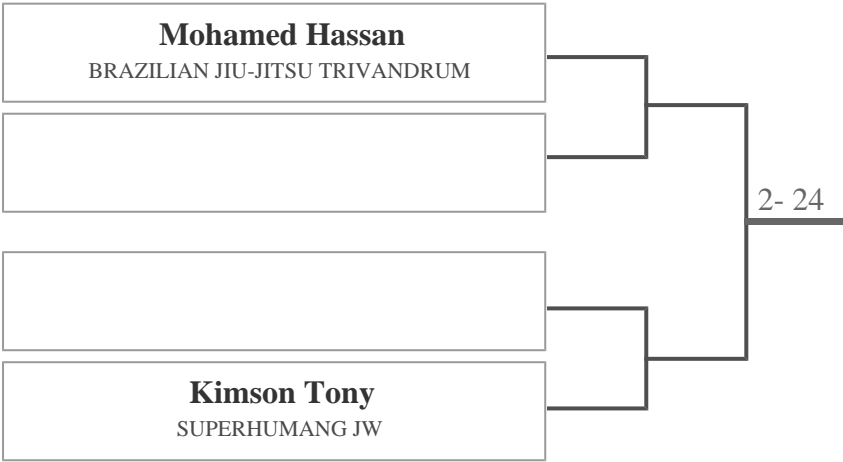 Mohamed Hassan
BRAZILIAN JIU-JITSU TRIVANDRUM
2- 24
Kimson Tony
SUPERHUMANG JW